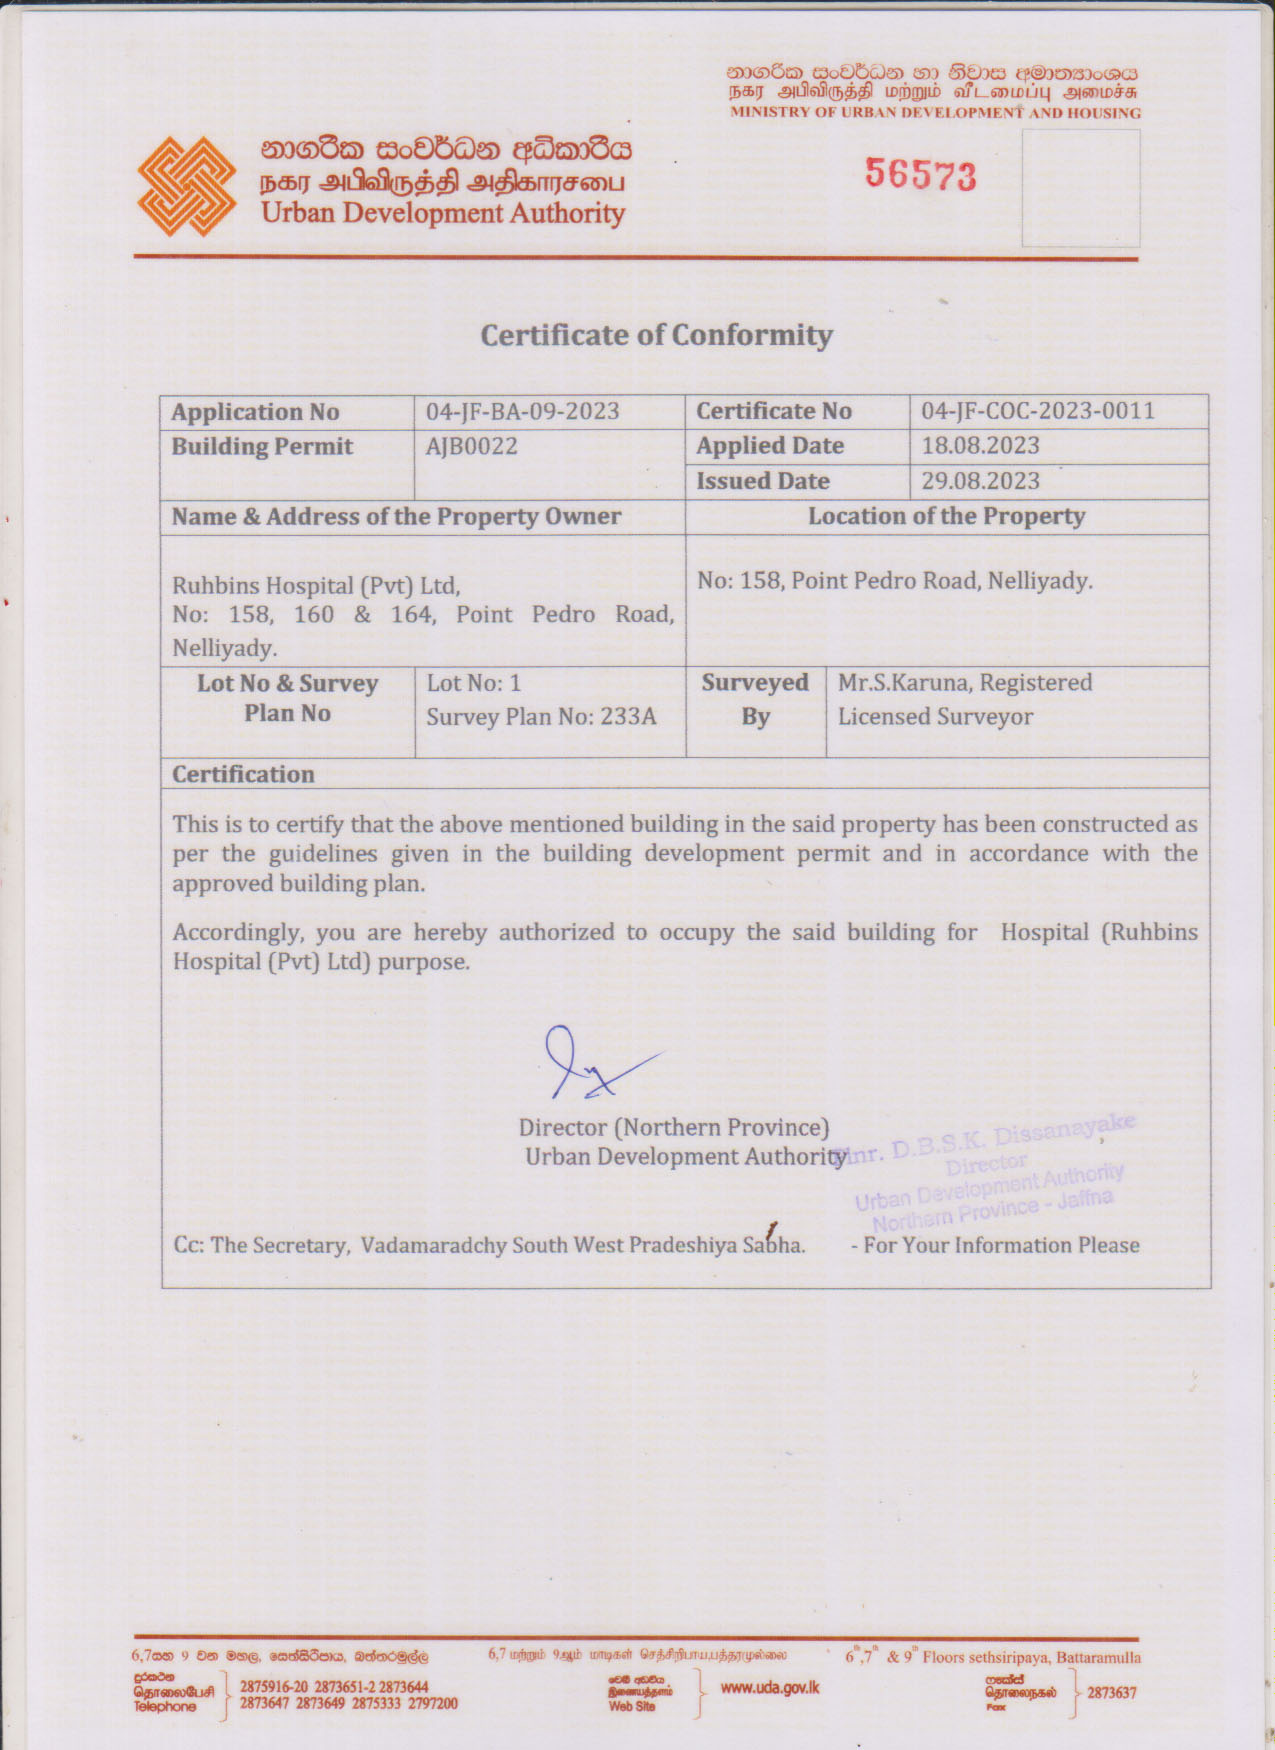 නාගරික සංවර්ධන හා නිවාස අමාත්‍යාංශය
நகர அபிவிருத்தி மற்றும் வீடமைப்பு அமைச்சு
MINISTRY OF URBAN DEVELOPMENT AND HOUSING
නාගරික සංවර්ධන අධිකාරිය
நகர அபிவிருத்தி அதிகாரசபை
Urban Development Authority
56573
Certificate of Conformity
Application No 04-JF-BA-09-2023 Certificate No 04-JF-COC-2023-0011
Building Permit AJB0022 Applied Date 18.08.2023
Issued Date 29.08.2023
Name & Address of the Property Owner Location of the Property
Ruhbins Hospital (Pvt) Ltd,
No: 158, 160 & 164, Point Pedro Road,
Nelliyady.
No: 158, Point Pedro Road, Nelliyady.
Lot No & Survey Plan No
Lot No: 1
Survey Plan No: 233A
Surveyed By
Mr.S.Karuna, Registered
Licensed Surveyor
Certification
This is to certify that the above mentioned building in the said property has been constructed as
per the guidelines given in the building development permit and in accordance with the
approved building plan.
Accordingly, you are hereby authorized to occupy the said building for Hospital (Ruhbins
Hospital (Pvt) Ltd) purpose.
Director (Northern Province)
Urban Development Authority
Plnr. D.B.S.K. Dissanayake
Director
Urban Development Authority
Northern Province - Jaffna
Cc: The Secretary, Vadamaradchy South West Pradeshiya Sabha. - For Your Information Please
6,7සහ 9 වන මහල, සෙත්සිරිපාය, බත්තරමුල්ල
6,7 மற்றும் 9ஆம் மாடிகள் செத்சிறிபாய,பத்தரமுல்லை
6th,7th & 9th Floors sethsiripaya, Battaramulla
දුරකථන
தொலைபேசி
Telephone
2875916-20 2873651-2 2873644
2873647 2873649 2875333 2797200
වෙබ් අඩවිය
இணையத்தளம்
Web Site
www.uda.gov.lk
ෆැක්ස්
தொலைநகல்
Fax
2873637